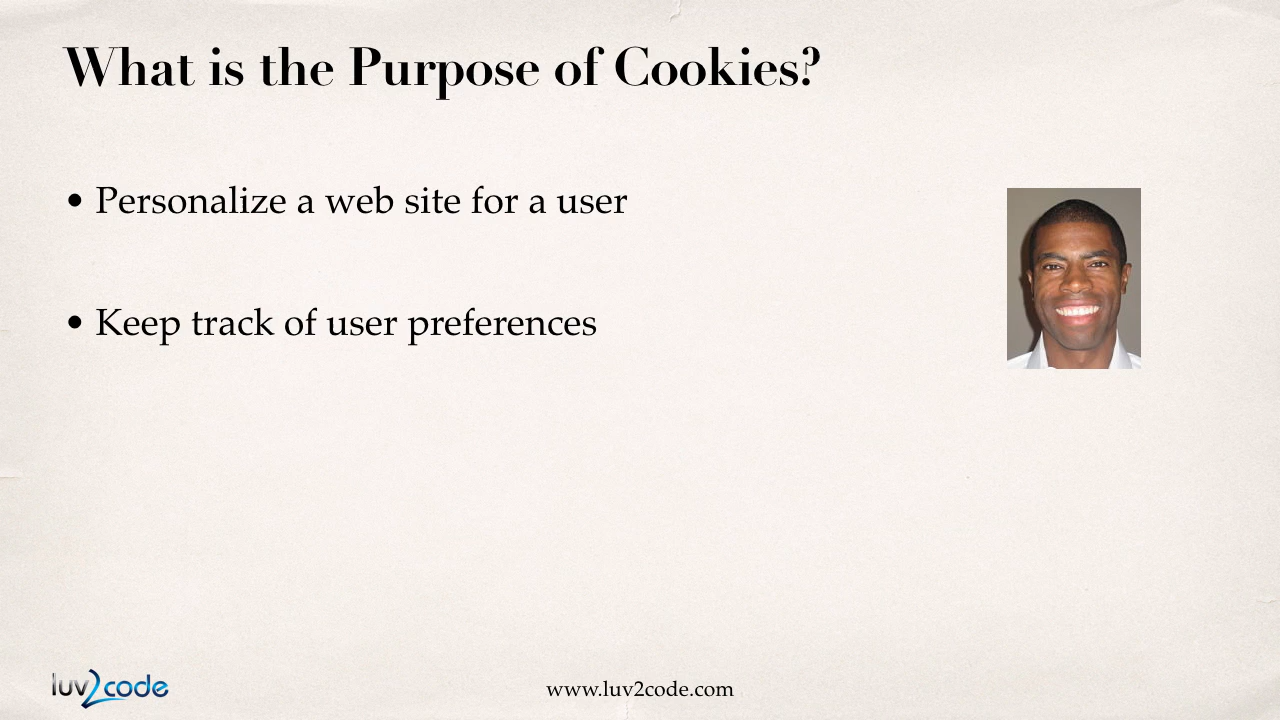 What is the Purpose of Cookies?
• Personalize a web site for a user
• Keep track of user preferences
luv2code
www.luv2code.com